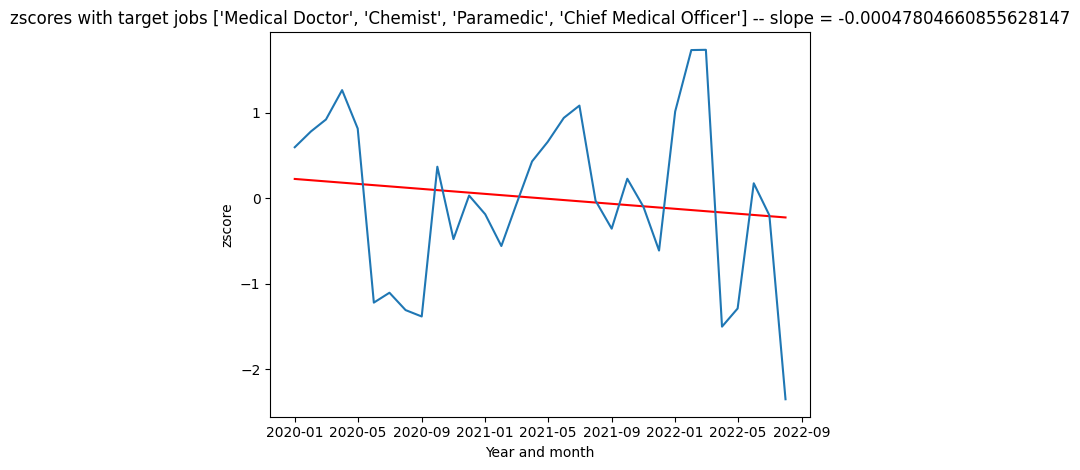 zscores with target jobs ['Medical Doctor', 'Chemist', 'Paramedic', 'Chief Medical Officer'] -- slope = -0.00047804660855628147
1
0
−1
−2
zscore
2020-01 2020-05 2020-09 2021-01 2021-05 2021-09 2022-01 2022-05 2022-09
Year and month